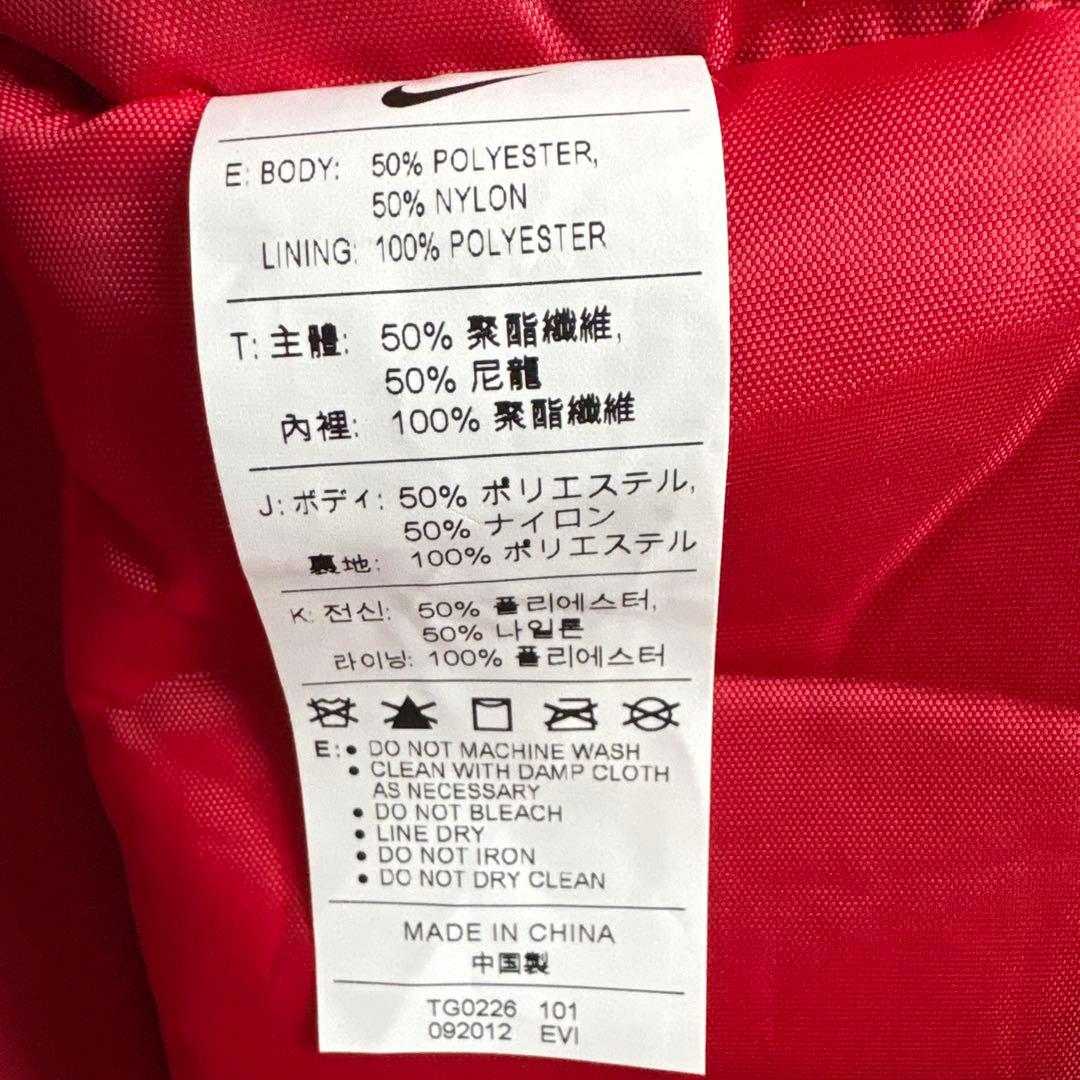 E: BODY: 50% POLYESTER,
50% NYLON
LINING: 100% POLYESTER
T: 主體: 50% 聚酯纖維,
50% 尼龍
內裡: 100% 聚酯纖維
J: ボディ: 50% ポリエステル,
50% ナイロン
裏地: 100% ポリエステル
K: 전신: 50% 폴리에스터,
50% 나일론
라이닝: 100% 폴리에스터
E: • DO NOT MACHINE WASH
• CLEAN WITH DAMP CLOTH
AS NECESSARY
• DO NOT BLEACH
• LINE DRY
• DO NOT IRON
• DO NOT DRY CLEAN
MADE IN CHINA
中国製
TG0226 101
092012 EVI